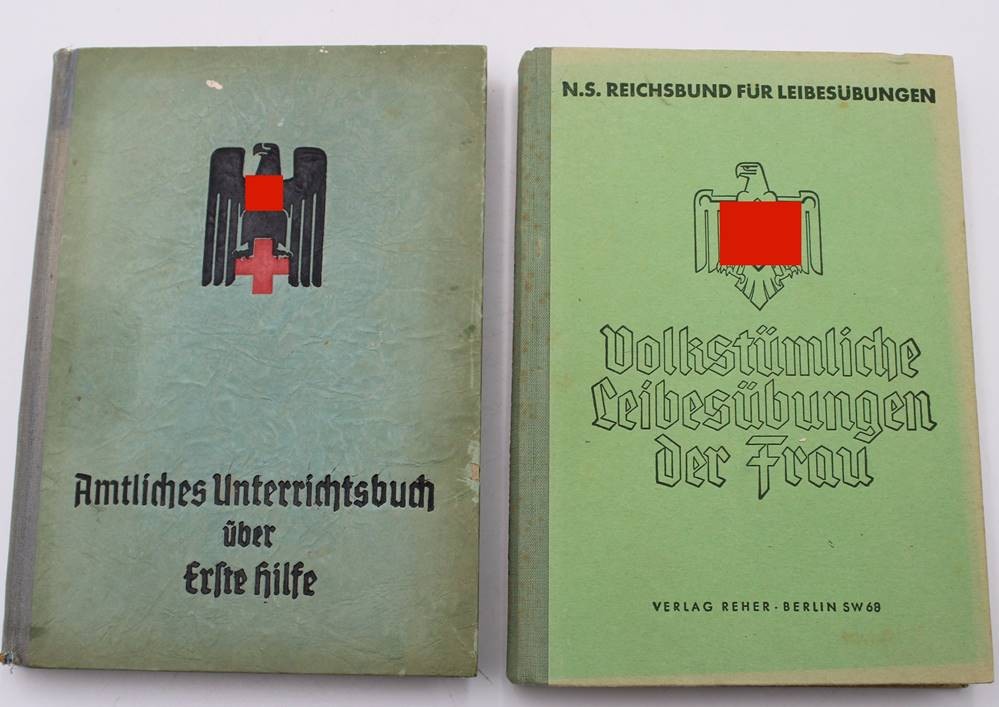 Amtliches Unterrichtsbuch
über
Erste Hilfe
N.S. REICHSBUND FÜR LEIBESÜBUNGEN
Volkstümliche
Leibesübungen
der Frau
VERLAG REHER · BERLIN SW 68